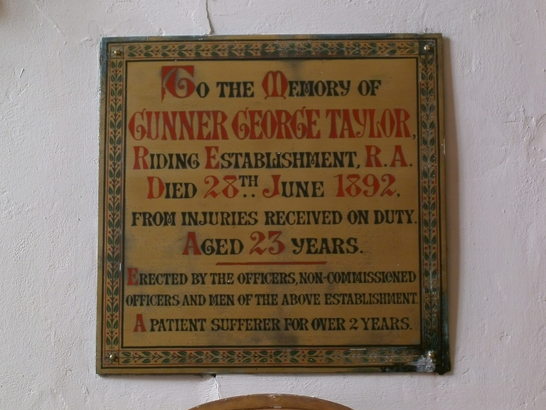 To the Memory of
GUNNER GEORGE TAYLOR,
Riding Establishment, R.A.
Died 28TH June 1892,
FROM INJURIES RECEIVED ON DUTY.
Aged 23 years.
Erected by the officers, non-commissioned
officers and men of the above establishment.
A patient sufferer for over 2 years.